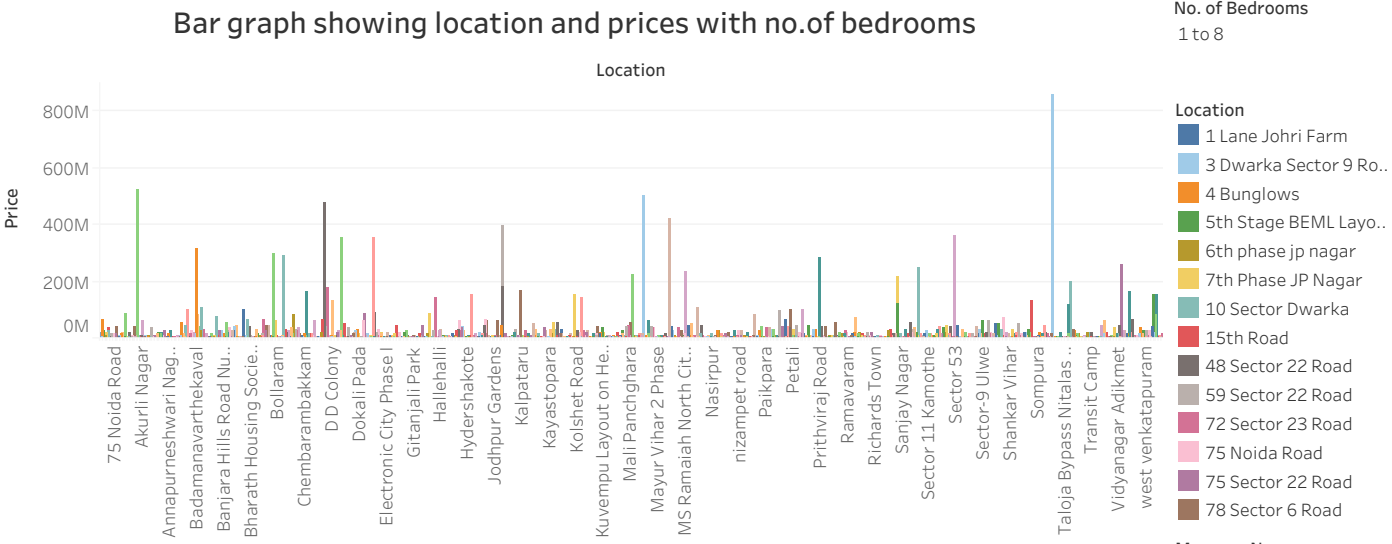 Bar graph showing location and prices with no.of bedrooms
No. of Bedrooms
1 to 8
Location
Price
800M
600M
400M
200M
0M
75 Noida Road
Akurli Nagar
Annapurneshwari Nag..
Badamanavarthekaval
Banjara Hills Road Nu..
Bharath Housing Socie..
Bollaram
Chembarambakkam
D D Colony
Dokali Pada
Electronic City Phase I
Gitanjali Park
Hallehalli
Hydershakote
Jodhpur Gardens
Kalpataru
Kayastopara
Kolshet Road
Kuvempu Layout on He..
Mali Panchghara
Mayur Vihar 2 Phase
MS Ramaiah North Cit..
Nasirpur
nizampet road
Paikpara
Petali
Prithviraj Road
Ramavaram
Richards Town
Sanjay Nagar
Sector 11 Kamothe
Sector 53
Sector-9 Ulwe
Shankar Vihar
Sompura
Taloja Bypass Nitalas ..
Transit Camp
Vidyanagar Adikmet
west venkatapuram
Location
1 Lane Johri Farm
3 Dwarka Sector 9 Ro..
4 Bunglows
5th Stage BEML Layo..
6th phase jp nagar
7th Phase JP Nagar
10 Sector Dwarka
15th Road
48 Sector 22 Road
59 Sector 22 Road
72 Sector 23 Road
75 Noida Road
75 Sector 22 Road
78 Sector 6 Road